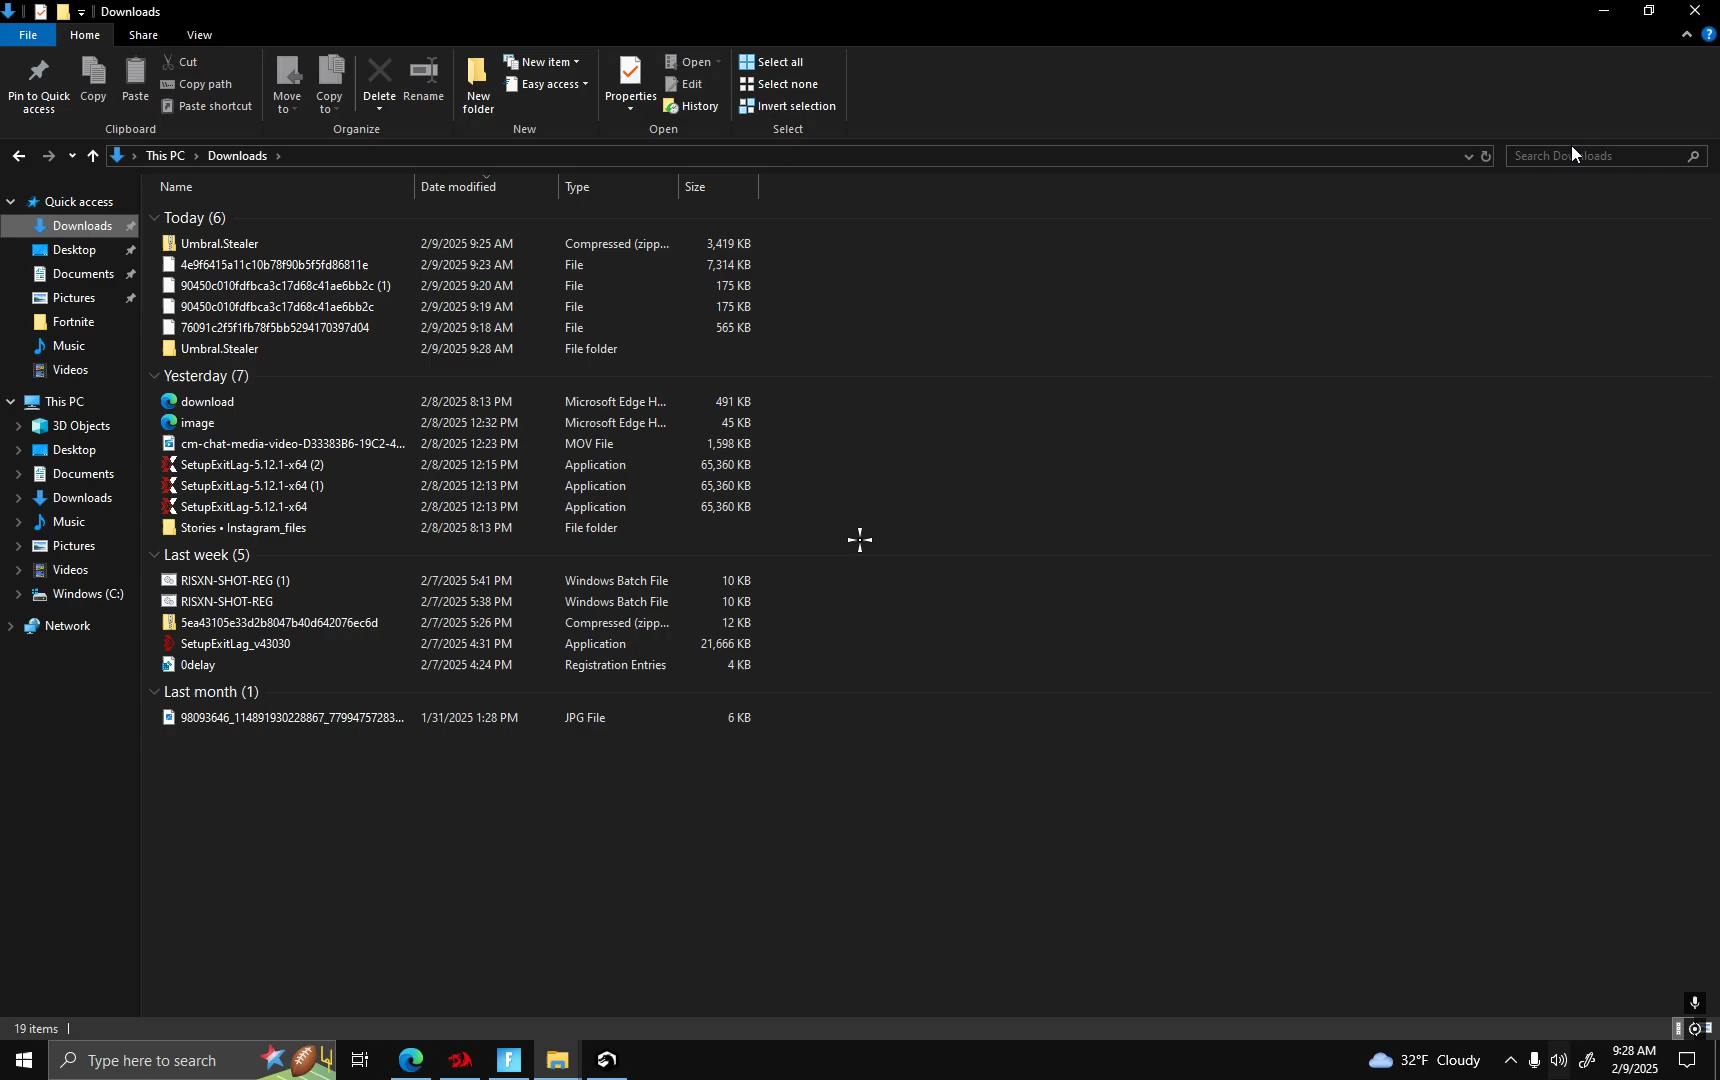 Downloads
File Home Share View
Pin to Quick access
Copy
Paste
Cut
Copy path
Paste shortcut
Clipboard
Move to
Copy to
Delete
Rename
Organize
New folder
New item
Easy access
New
Properties
Open
Edit
History
Open
Select all
Select none
Invert selection
Select
This PC > Downloads >
Search Downloads
Name Date modified Type Size
Quick access
Downloads
Desktop
Documents
Pictures
Fortnite
Music
Videos
This PC
3D Objects
Desktop
Documents
Downloads
Music
Pictures
Videos
Windows (C:)
Network
Today (6)
Umbral.Stealer 2/9/2025 9:25 AM Compressed (zipp... 3,419 KB
4e9f6415a11c10b78f90b5f5fd86811e 2/9/2025 9:23 AM File 7,314 KB
90450c010fdfbca3c17d68c41ae6bb2c (1) 2/9/2025 9:20 AM File 175 KB
90450c010fdfbca3c17d68c41ae6bb2c 2/9/2025 9:19 AM File 175 KB
76091c2f5f1fb78f5bb5294170397d04 2/9/2025 9:18 AM File 565 KB
Umbral.Stealer 2/9/2025 9:28 AM File folder
Yesterday (7)
download 2/8/2025 8:13 PM Microsoft Edge H... 491 KB
image 2/8/2025 12:32 PM Microsoft Edge H... 45 KB
cm-chat-media-video-D33383B6-19C2-4... 2/8/2025 12:23 PM MOV File 1,598 KB
SetupExitLag-5.12.1-x64 (2) 2/8/2025 12:15 PM Application 65,360 KB
SetupExitLag-5.12.1-x64 (1) 2/8/2025 12:13 PM Application 65,360 KB
SetupExitLag-5.12.1-x64 2/8/2025 12:13 PM Application 65,360 KB
Stories • Instagram_files 2/8/2025 8:13 PM File folder
Last week (5)
RISXN-SHOT-REG (1) 2/7/2025 5:41 PM Windows Batch File 10 KB
RISXN-SHOT-REG 2/7/2025 5:38 PM Windows Batch File 10 KB
5ea43105e33d2b8047b40d642076ec6d 2/7/2025 5:26 PM Compressed (zipp... 12 KB
SetupExitLag_v43030 2/7/2025 4:31 PM Application 21,666 KB
0delay 2/7/2025 4:24 PM Registration Entries 4 KB
Last month (1)
98093646_114891930228867_77994757283... 1/31/2025 1:28 PM JPG File 6 KB
19 items
Type here to search
32°F Cloudy
9:28 AM
2/9/2025